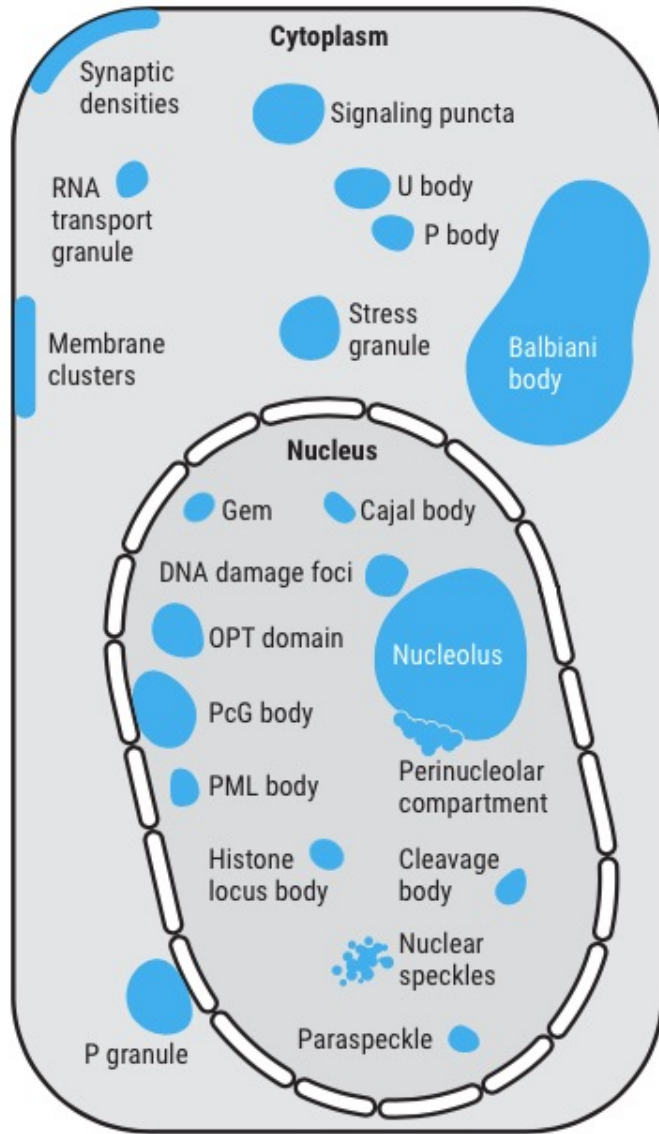 Cytoplasm
Synaptic
densities
Signaling puncta
RNA
transport
granule
U body
P body
Membrane
clusters
Stress
granule
Balbiani
body
Nucleus
Gem
Cajal body
DNA damage foci
OPT domain
Nucleolus
PcG body
Perinucleolar
compartment
PML body
Histone
locus body
Cleavage
body
Nuclear
speckles
P granule
Paraspeckle